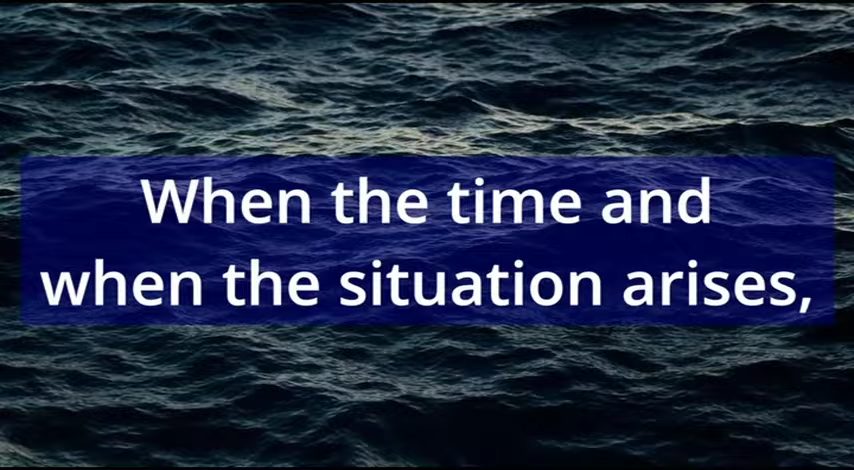 When the time and
when the situation arises,